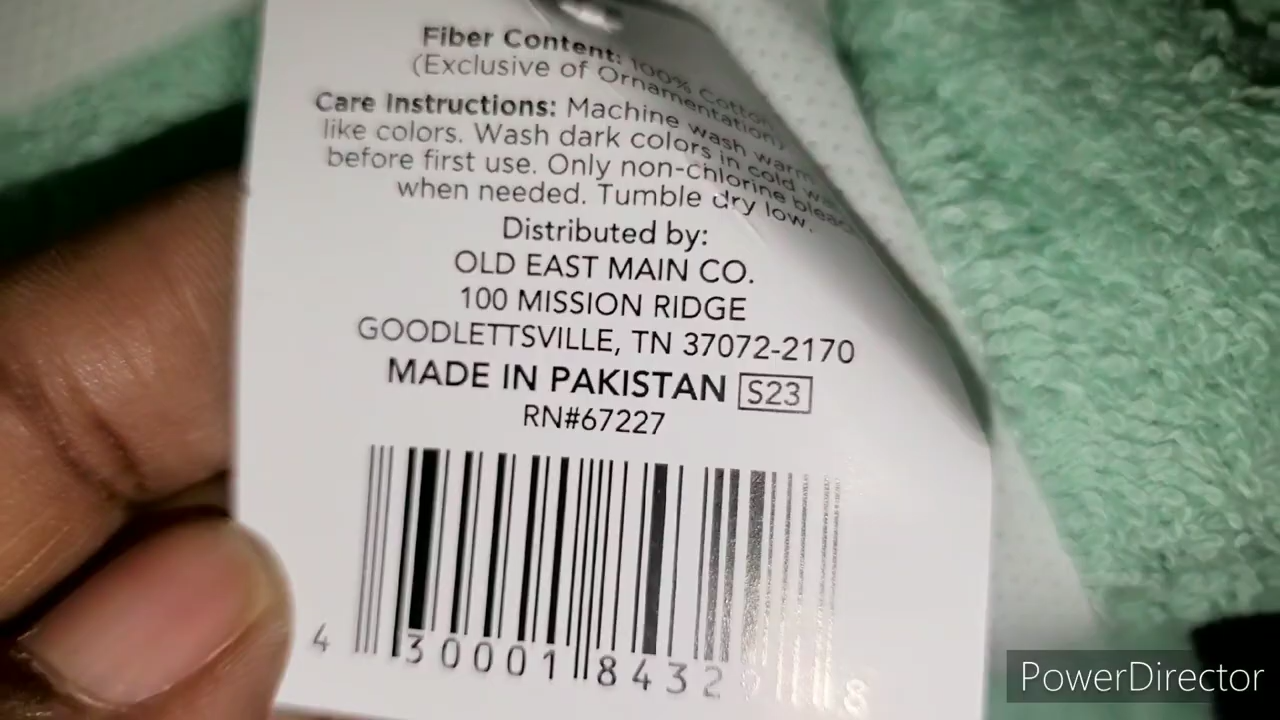 Fiber Content: 100% Cotton
(Exclusive of Ornamentation)
Care Instructions: Machine wash warm
like colors. Wash dark colors in cold
before first use. Only non-chlorine bleach
when needed. Tumble dry low.
Distributed by:
OLD EAST MAIN CO.
100 MISSION RIDGE
GOODLETTSVILLE, TN 37072-2170
MADE IN PAKISTAN S23
RN#67227
4 30001 8432 8
PowerDirector